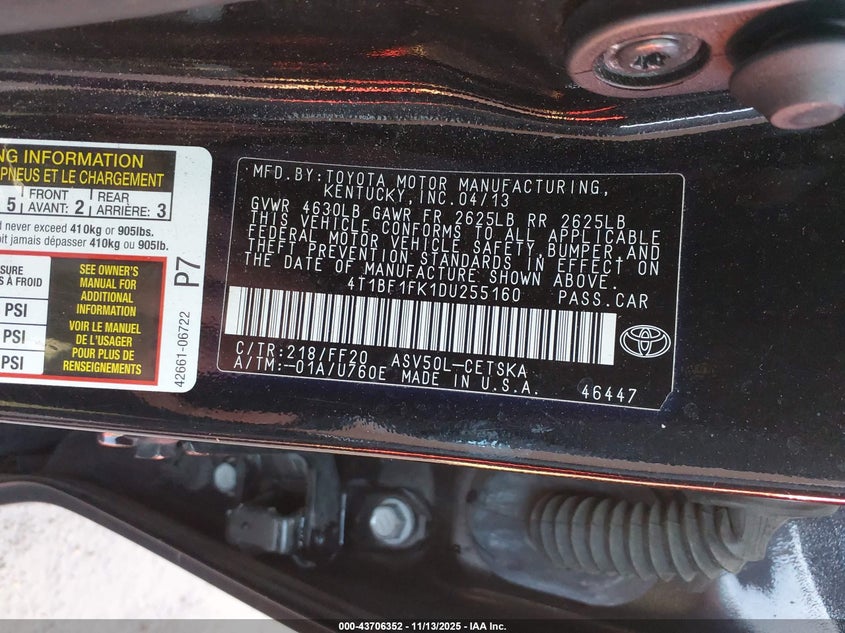 NG INFORMATION
PNEUS ET LE CHARGEMENT
5 FRONT AVANT: 2 REAR ARRIÈRE: 3
never exceed 410kg or 905lbs.
oit jamais dépasser 410kg ou 905lb.
SURE
S À FROID
PSI
PSI
PSI
SEE OWNER'S
MANUAL FOR
ADDITIONAL
INFORMATION
VOIR LE MANUEL
DE L'USAGER
POUR PLUS DE
RENSEIGNEMENTS
P7
42661-06722
MFD.BY:TOYOTA MOTOR MANUFACTURING,
KENTUCKY, INC.04/13
GVWR 4630LB GAWR FR 2625LB RR 2625LB
THIS VEHICLE CONFORMS TO ALL APPLICABLE
FEDERAL MOTOR VEHICLE SAFETY, BUMPER, AND
THEFT PREVENTION STANDARDS IN EFFECT ON
THE DATE OF MANUFACTURE SHOWN ABOVE.
4T1BF1FK1DU255160 PASS.CAR
C/TR:218/FF20 ASV50L-CETSKA
A/TM:-01A/U760E MADE IN U.S.A.
46447
000-43706352 | 11/13/2025 – IAA Inc.